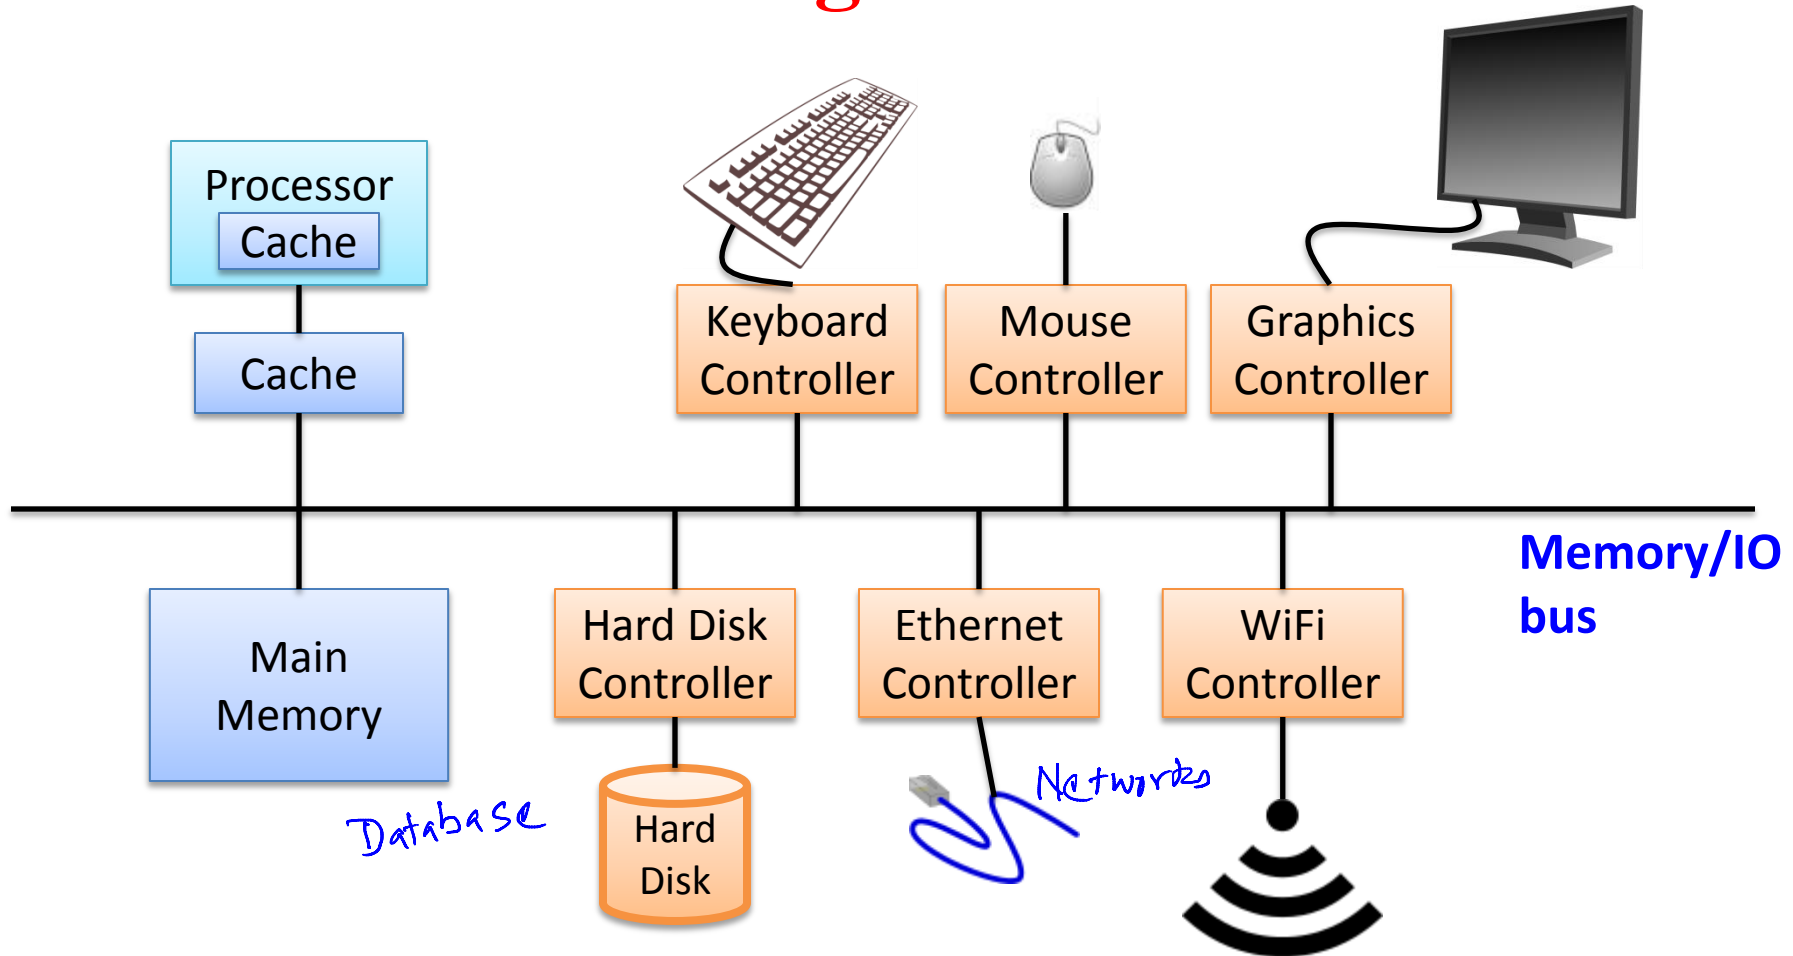 Processor
Cache
Cache
Keyboard
Controller
Mouse
Controller
Graphics
Controller
Memory/IO
bus
Main
Memory
Hard Disk
Controller
Ethernet
Controller
WiFi
Controller
Database
Hard
Disk
Networks